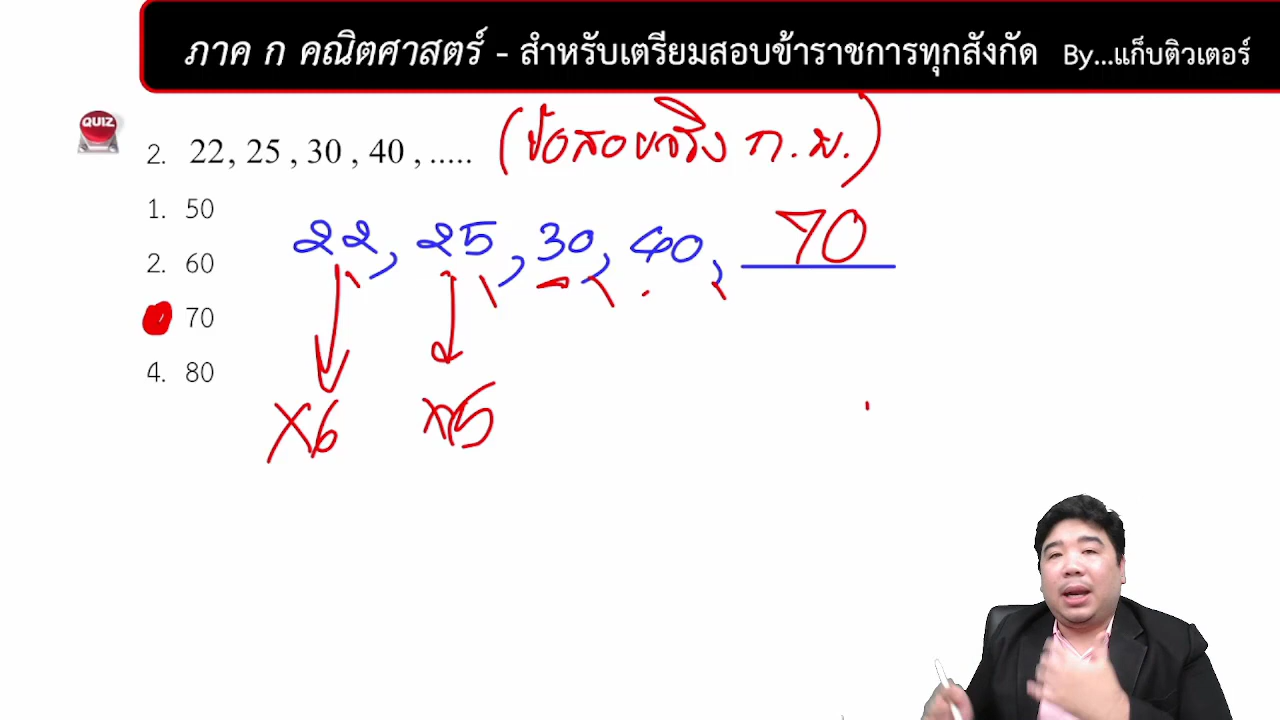 ภาค ก คณิตศาสตร์ - สำหรับเตรียมสอบข้าราชการทุกสังกัด By...แก็บติวเตอร์
QUIZ
2. 22, 25 , 30 , 40 , ..... (ข้อสอบจริง ก.พ.)
1. 50
22, 25, 30, 40, 70
2. 60
70
4. 80
×6 ×5